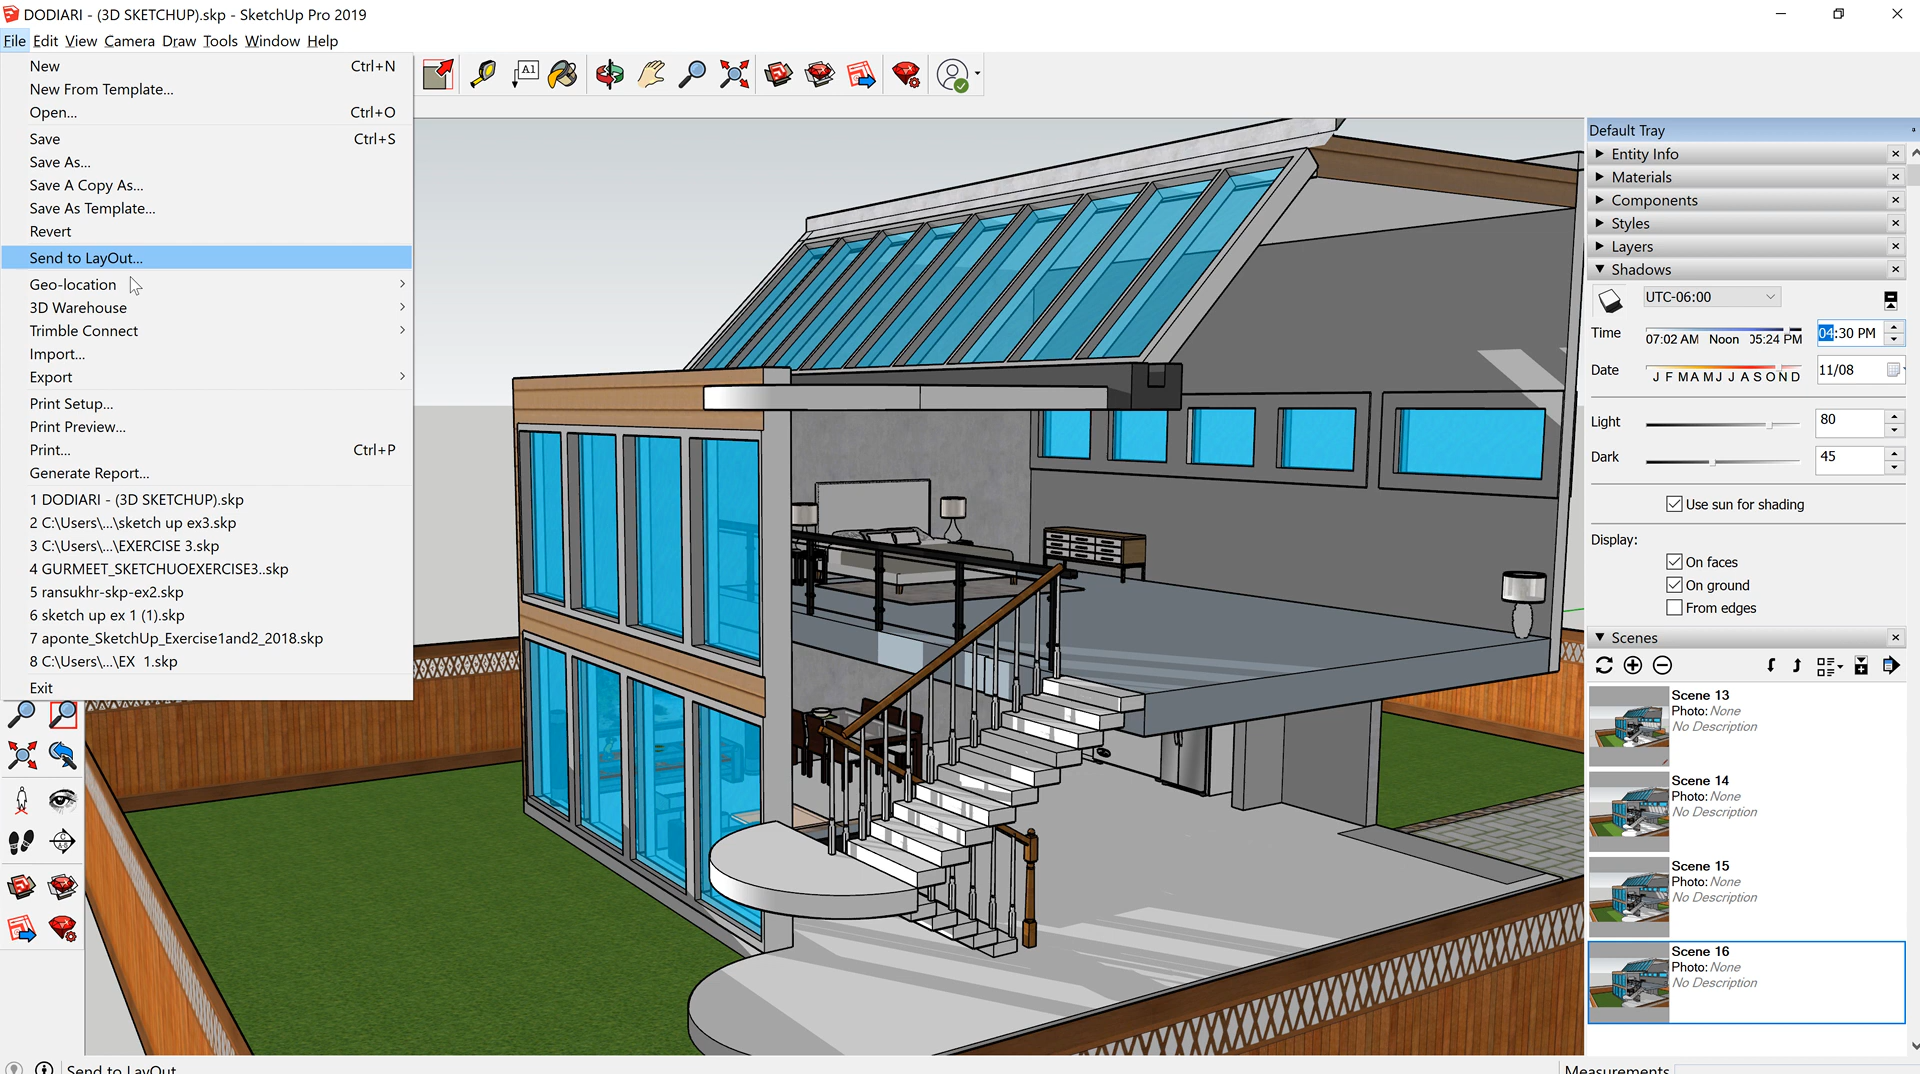 DODIARI - (3D SKETCHUP).skp - SketchUp Pro 2019
File Edit View Camera Draw Tools Window Help
New Ctrl+N
New From Template...
Open... Ctrl+O
Save Ctrl+S
Save As...
Save A Copy As...
Save As Template...
Revert
Send to LayOut...
Geo-location
3D Warehouse
Trimble Connect
Import...
Export
Print Setup...
Print Preview...
Print... Ctrl+P
Generate Report...
1 DODIARI - (3D SKETCHUP).skp
2 C:\Users\...\sketch up ex3.skp
3 C:\Users\...\EXERCISE 3.skp
4 GURMEET_SKETCHUOEXERCISE3..skp
5 ransukhr-skp-ex2.skp
6 sketch up ex 1 (1).skp
7 aponte_SketchUp_Exercise1and2_2018.skp
8 C:\Users\...\EX 1.skp
Exit
A1
Default Tray
Entity Info
Materials
Components
Styles
Layers
Shadows
UTC-06:00
Time 07:02 AM Noon 05:24 PM 04:30 PM
Date J F M A M J J A S O N D 11/08
Light 80
Dark 45
Use sun for shading
Display:
On faces
On ground
From edges
Scenes
Scene 13
Photo: None
No Description
Scene 14
Photo: None
No Description
Scene 15
Photo: None
No Description
Scene 16
Photo: None
No Description
Send to LayOut
Measurements